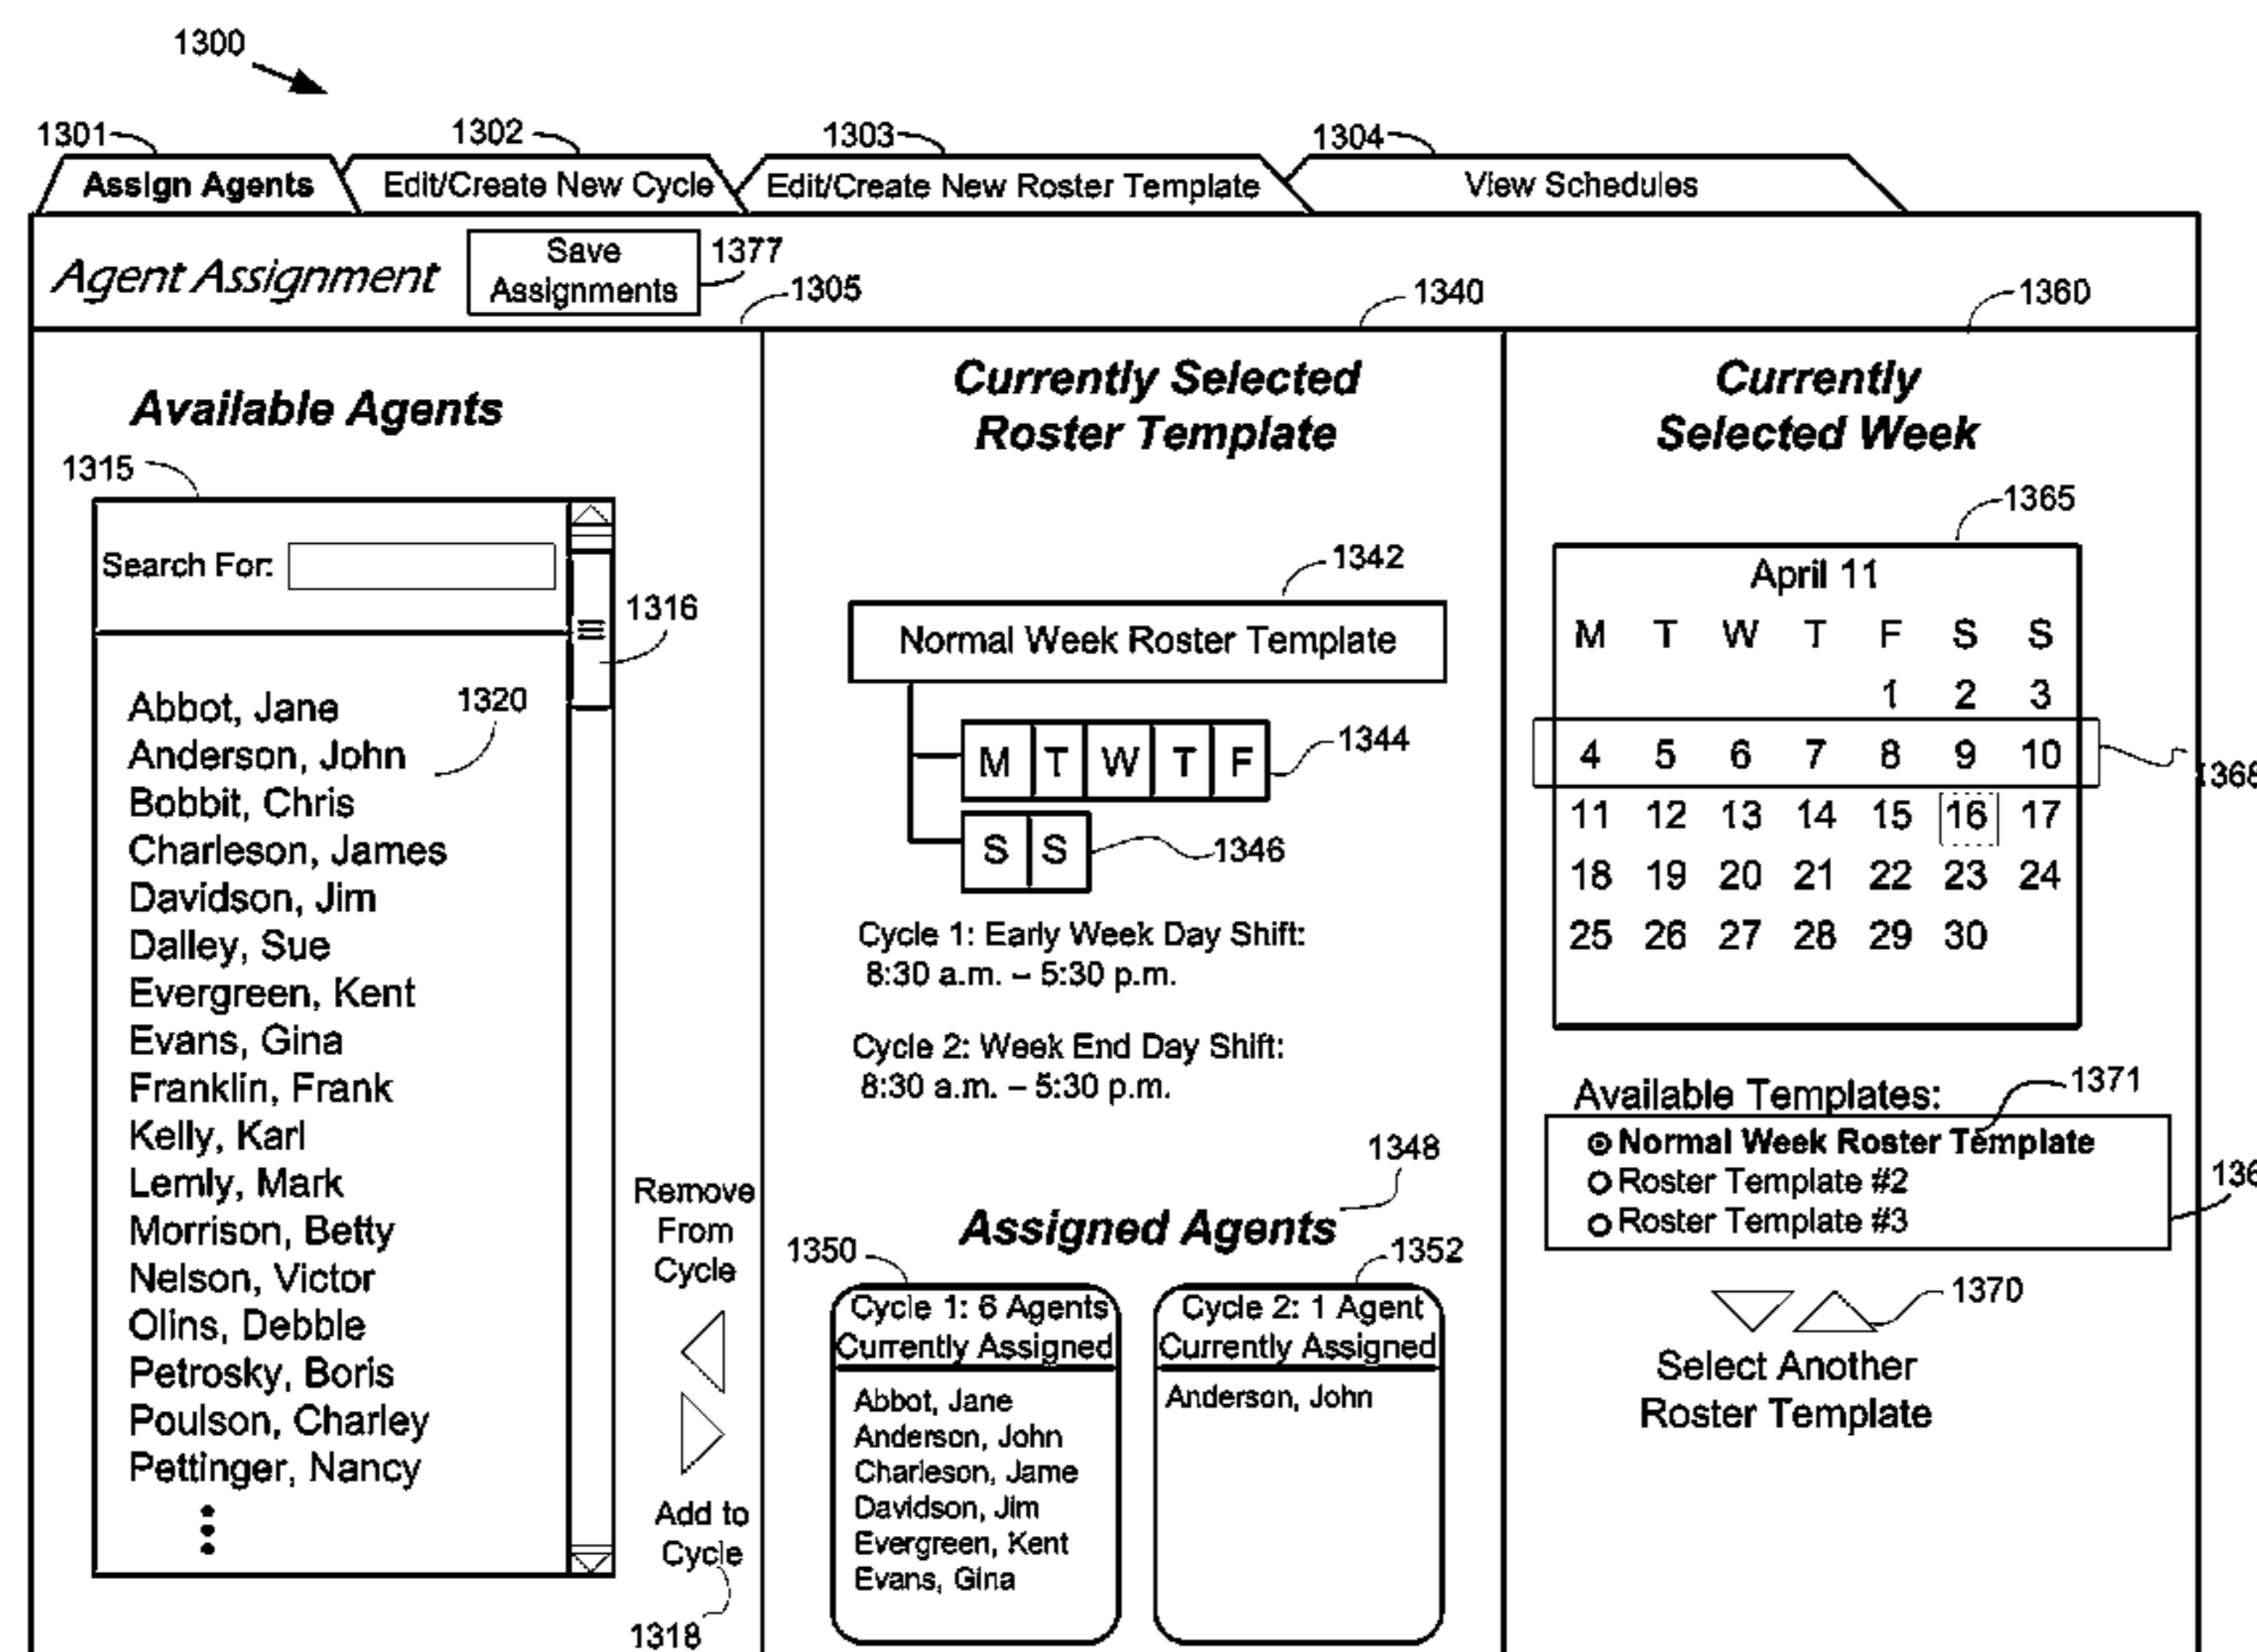 1300
1301
1302
1303
1304
Assign Agents
Edit/Create New Cycle
Edit/Create New Roster Template
View Schedules
Agent Assignment
Save
Assignments
1377
1305
1340
1360
Available Agents
1315
Search For:
1316
1320
Abbot, Jane
Anderson, John
Bobbit, Chris
Charleson, James
Davidson, Jim
Dalley, Sue
Evergreen, Kent
Evans, Gina
Franklin, Frank
Kelly, Karl
Lemly, Mark
Morrison, Betty
Nelson, Victor
Olins, Debbie
Petrosky, Boris
Poulson, Charley
Pettinger, Nancy
Remove
From
Cycle
Add to
Cycle
1318
Currently Selected
Roster Template
1342
Normal Week Roster Template
M T W T F
1344
S S
1346
Cycle 1: Early Week Day Shift:
8:30 a.m. – 5:30 p.m.
Cycle 2: Week End Day Shift:
8:30 a.m. – 5:30 p.m.
1348
Assigned Agents
1350
1352
Cycle 1: 6 Agents
Currently Assigned
Abbot, Jane
Anderson, John
Charleson, Jame
Davidson, Jim
Evergreen, Kent
Evans, Gina
Cycle 2: 1 Agent
Currently Assigned
Anderson, John
Currently
Selected Week
1365
April 11
M T W T F S S
1 2 3
4 5 6 7 8 9 10
1368
11 12 13 14 15 16 17
18 19 20 21 22 23 24
25 26 27 28 29 30
Available Templates:
1371
Normal Week Roster Template
Roster Template #2
Roster Template #3
1370
Select Another
Roster Template